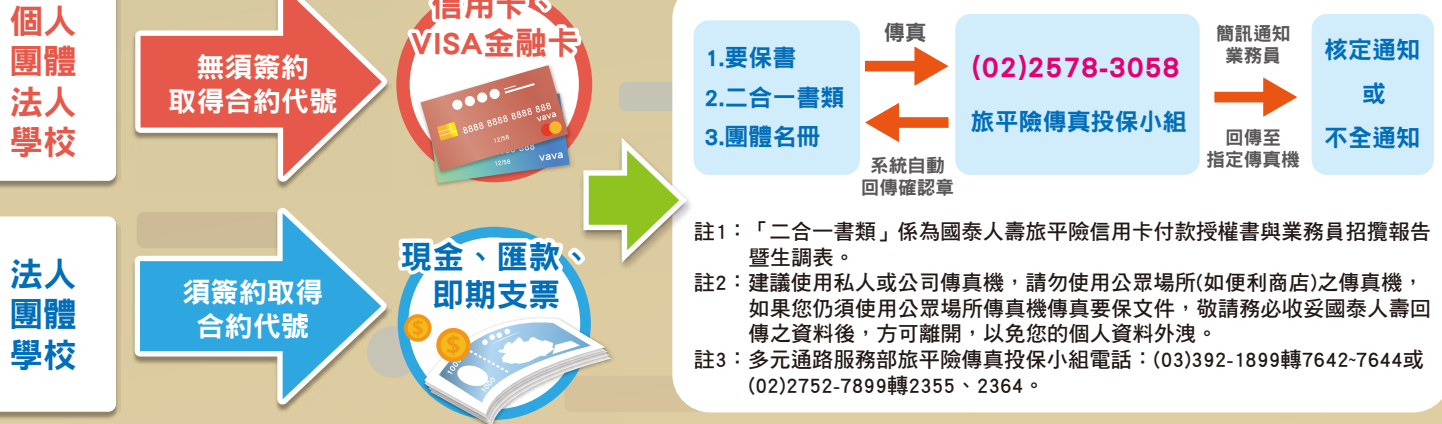 個人
團體
法人
學校
無須簽約
取得合約代號
信用卡、
VISA金融卡
8888 8888 8888 888
12/58
vava
12/58
vava
法人
團體
學校
須簽約取得
合約代號
現金、匯款、
即期支票
1000
1.要保書
2.二合一書類
3.團體名冊
傳真
系統自動
回傳確認章
(02)2578-3058
旅平險傳真投保小組
簡訊通知
業務員
回傳至
指定傳真機
核定通知
或
不全通知
註1：「二合一書類」係為國泰人壽旅平險信用卡付款授權書與業務員招攬報告
暨生調表。
註2：建議使用私人或公司傳真機，請勿使用公眾場所(如便利商店)之傳真機，
如果您仍須使用公眾場所傳真機傳真要保文件，敬請務必收妥國泰人壽回
傳之資料後，方可離開，以免您的個人資料外洩。
註3：多元通路服務部旅平險傳真投保小組電話：(03)392-1899轉7642~7644或
(02)2752-7899轉2355、2364。